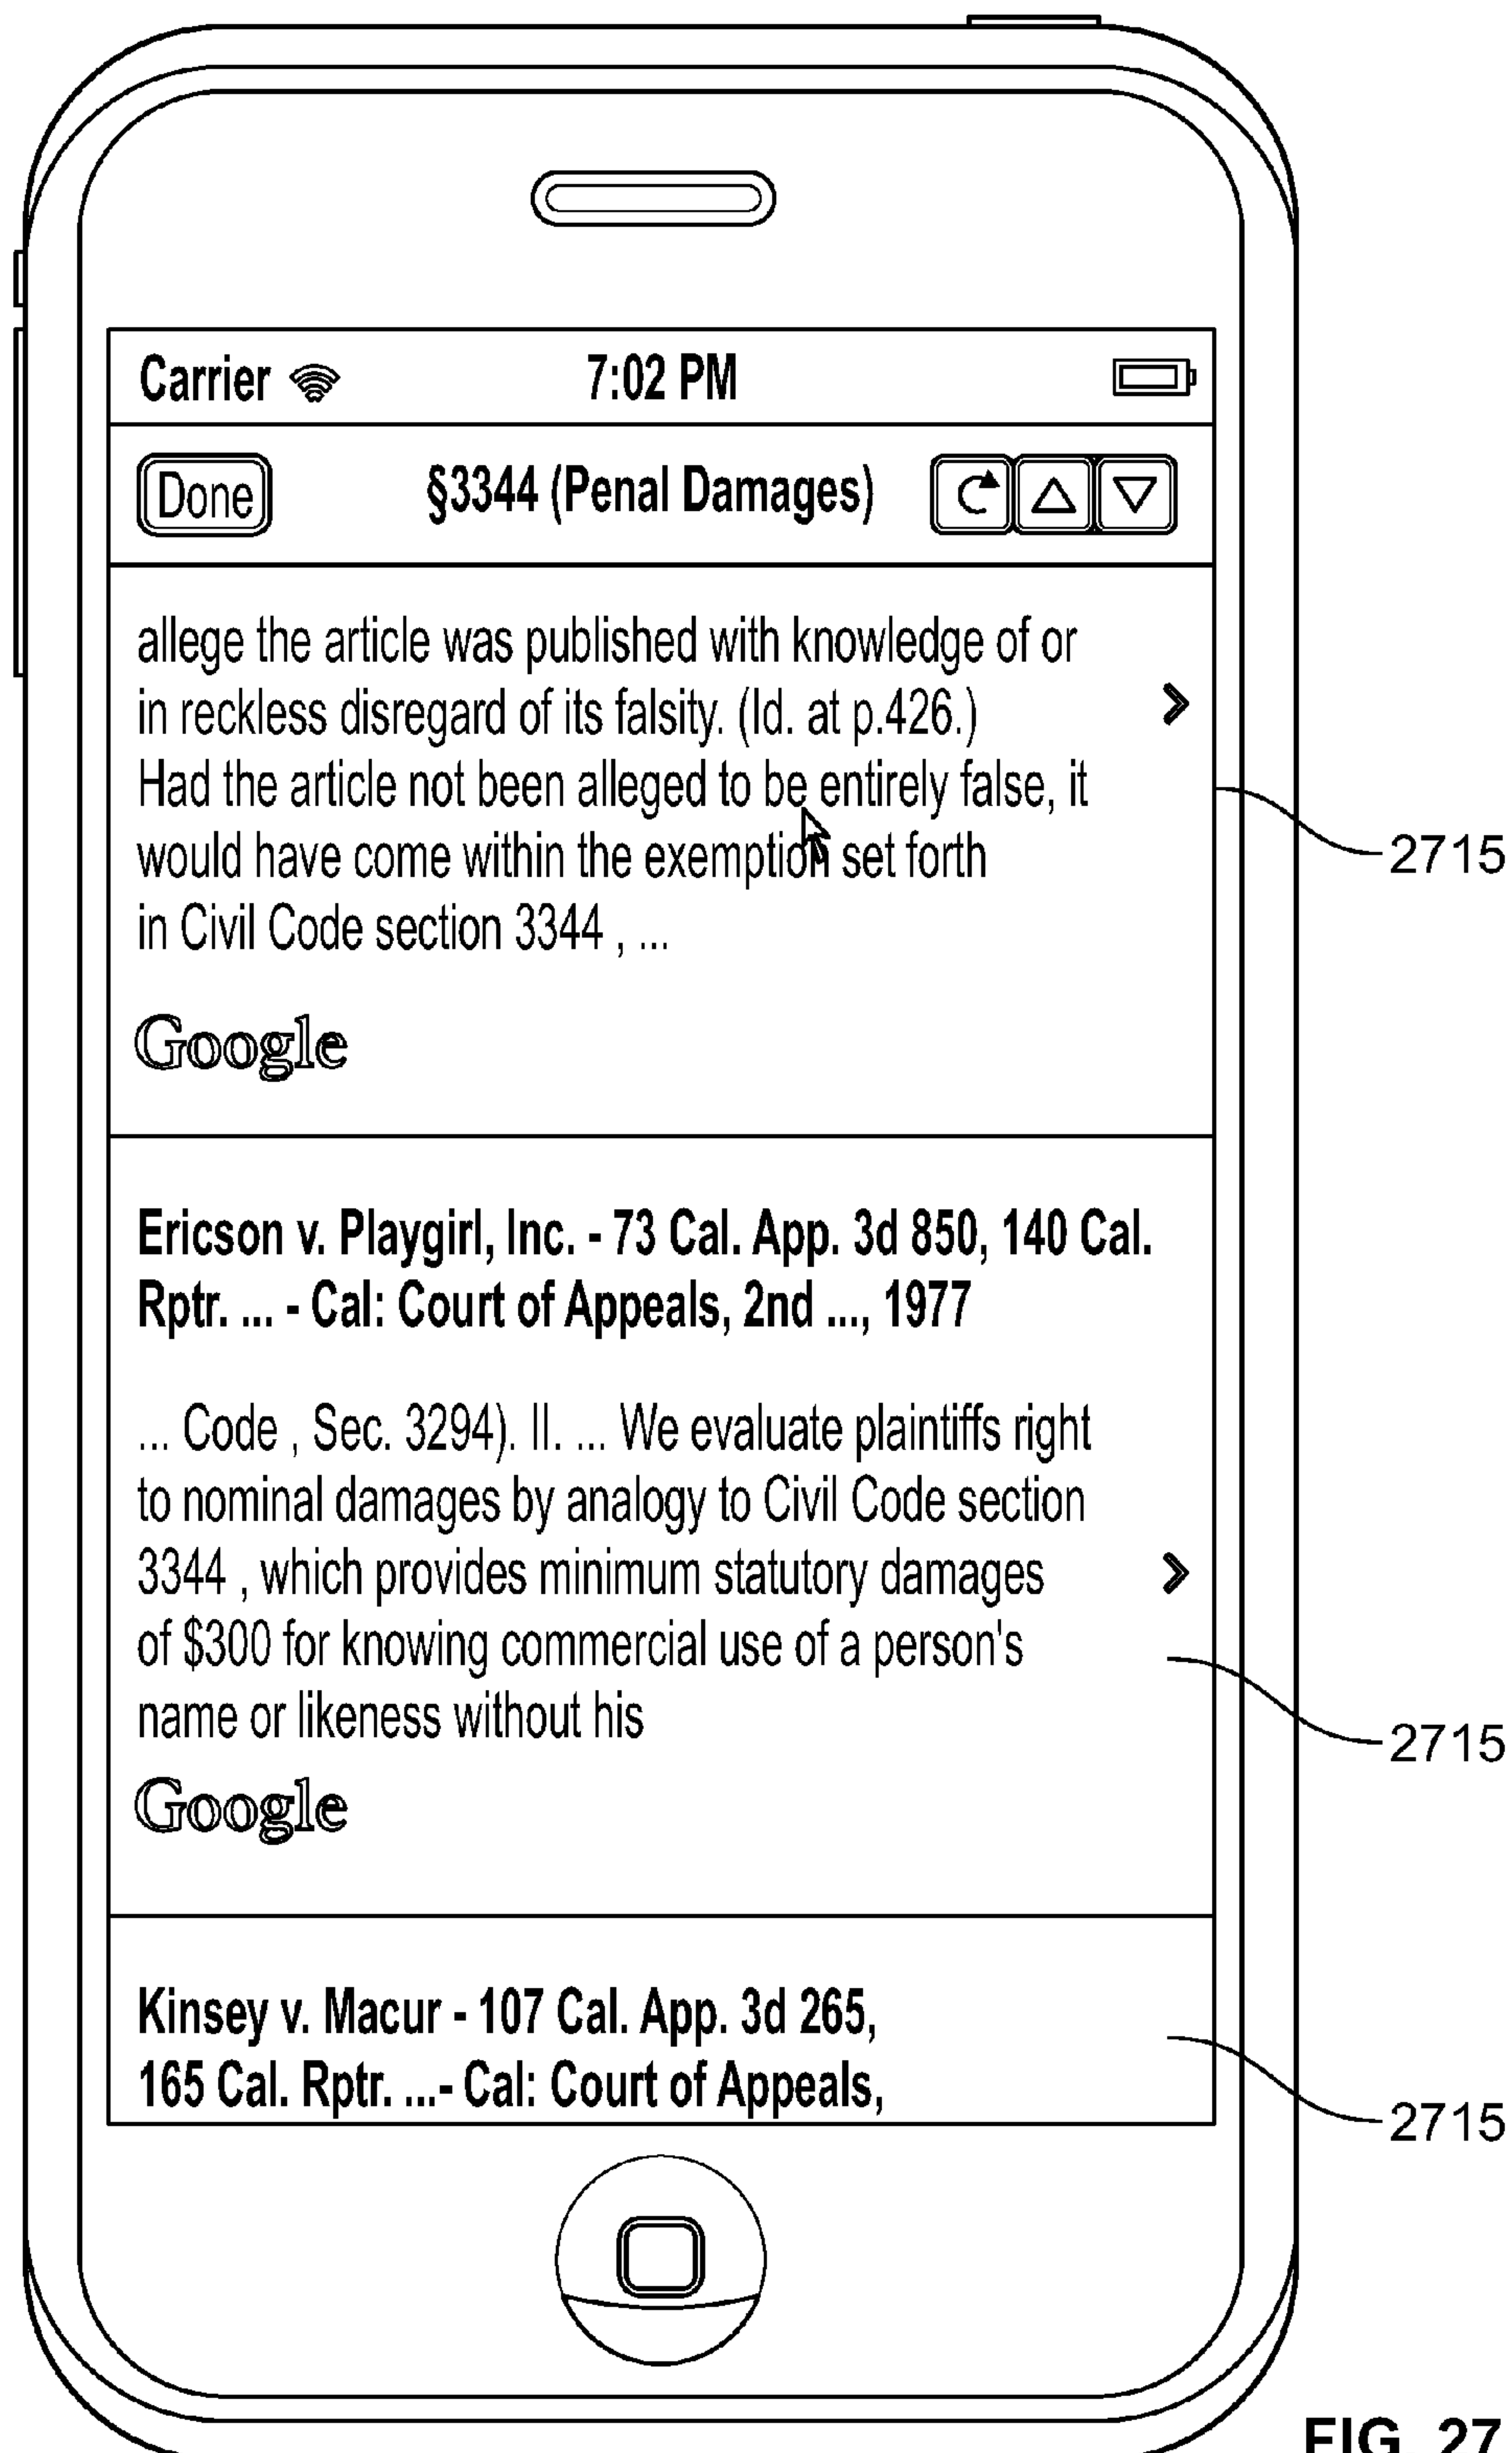 Carrier 7:02 PM
Done §3344 (Penal Damages)
allege the article was published with knowledge of or
in reckless disregard of its falsity. (Id. at p.426.)
Had the article not been alleged to be entirely false, it
2715
would have come within the exemption set forth
in Civil Code section 3344 , ...
Google
Ericson v. Playgirl, Inc. - 73 Cal. App. 3d 850, 140 Cal.
Rptr. ... - Cal: Court of Appeals, 2nd ..., 1977
... Code , Sec. 3294). II. ... We evaluate plaintiffs right
to nominal damages by analogy to Civil Code section
3344 , which provides minimum statutory damages
of $300 for knowing commercial use of a person's
name or likeness without his
2715
Google
Kinsey v. Macur - 107 Cal. App. 3d 265,
165 Cal. Rptr. ...- Cal: Court of Appeals,
2715
FIG. 27